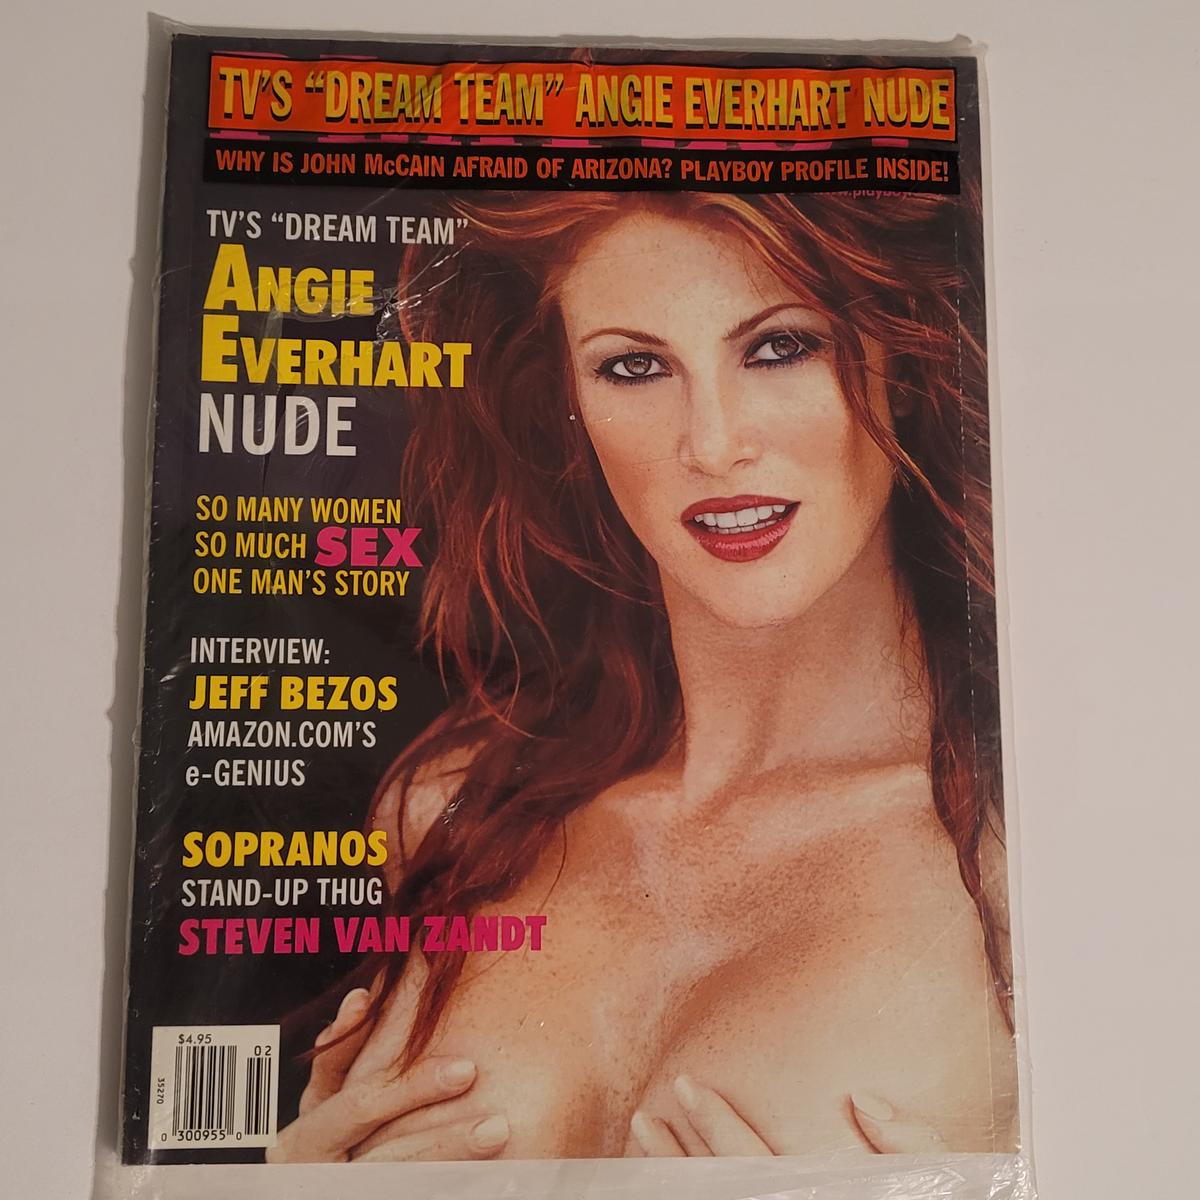 TV'S "DREAM TEAM" ANGIE EVERHART NUDE
WHY IS JOHN McCAIN AFRAID OF ARIZONA? PLAYBOY PROFILE INSIDE!
TV'S "DREAM TEAM"
ANGIE
EVERHART
NUDE
SO MANY WOMEN
SO MUCH SEX
ONE MAN'S STORY
INTERVIEW:
JEFF BEZOS
AMAZON.COM'S
e-GENIUS
SOPRANOS
STAND-UP THUG
STEVEN VAN ZANDT
$4.95
02
35270
0 300955 0